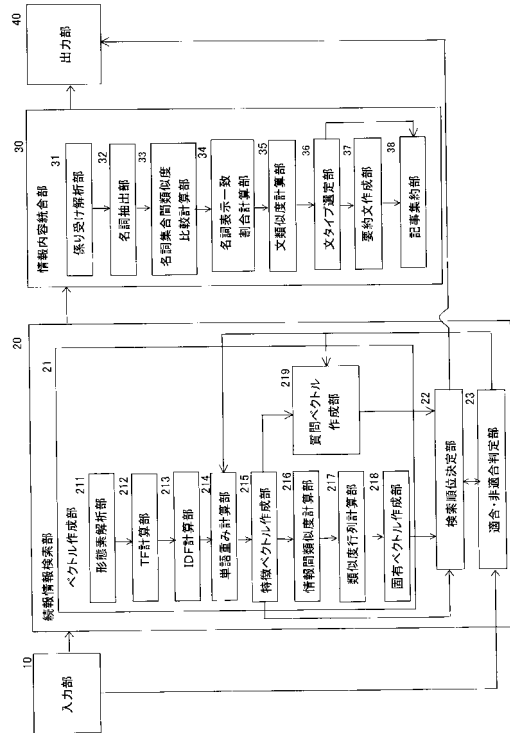 10
入力部
20
続報情報検索部
21
ベクトル作成部
211
形態素解析部
212
TF計算部
213
IDF計算部
214
単語重み計算部
215
特徴ベクトル作成部
216
情報間類似度計算部
217
類似度行列計算部
218
固有ベクトル作成部
219
質問ベクトル
作成部
22
検索順位決定部
23
適合・非適合判定部
30
情報内容統合部
31
係り受け解析部
32
名詞抽出部
33
名詞集合間類似度
比較計算部
34
名詞表示一致
割合計算部
35
文類似度計算部
36
文タイプ選定部
37
要約文作成部
38
記事集約部
40
出力部